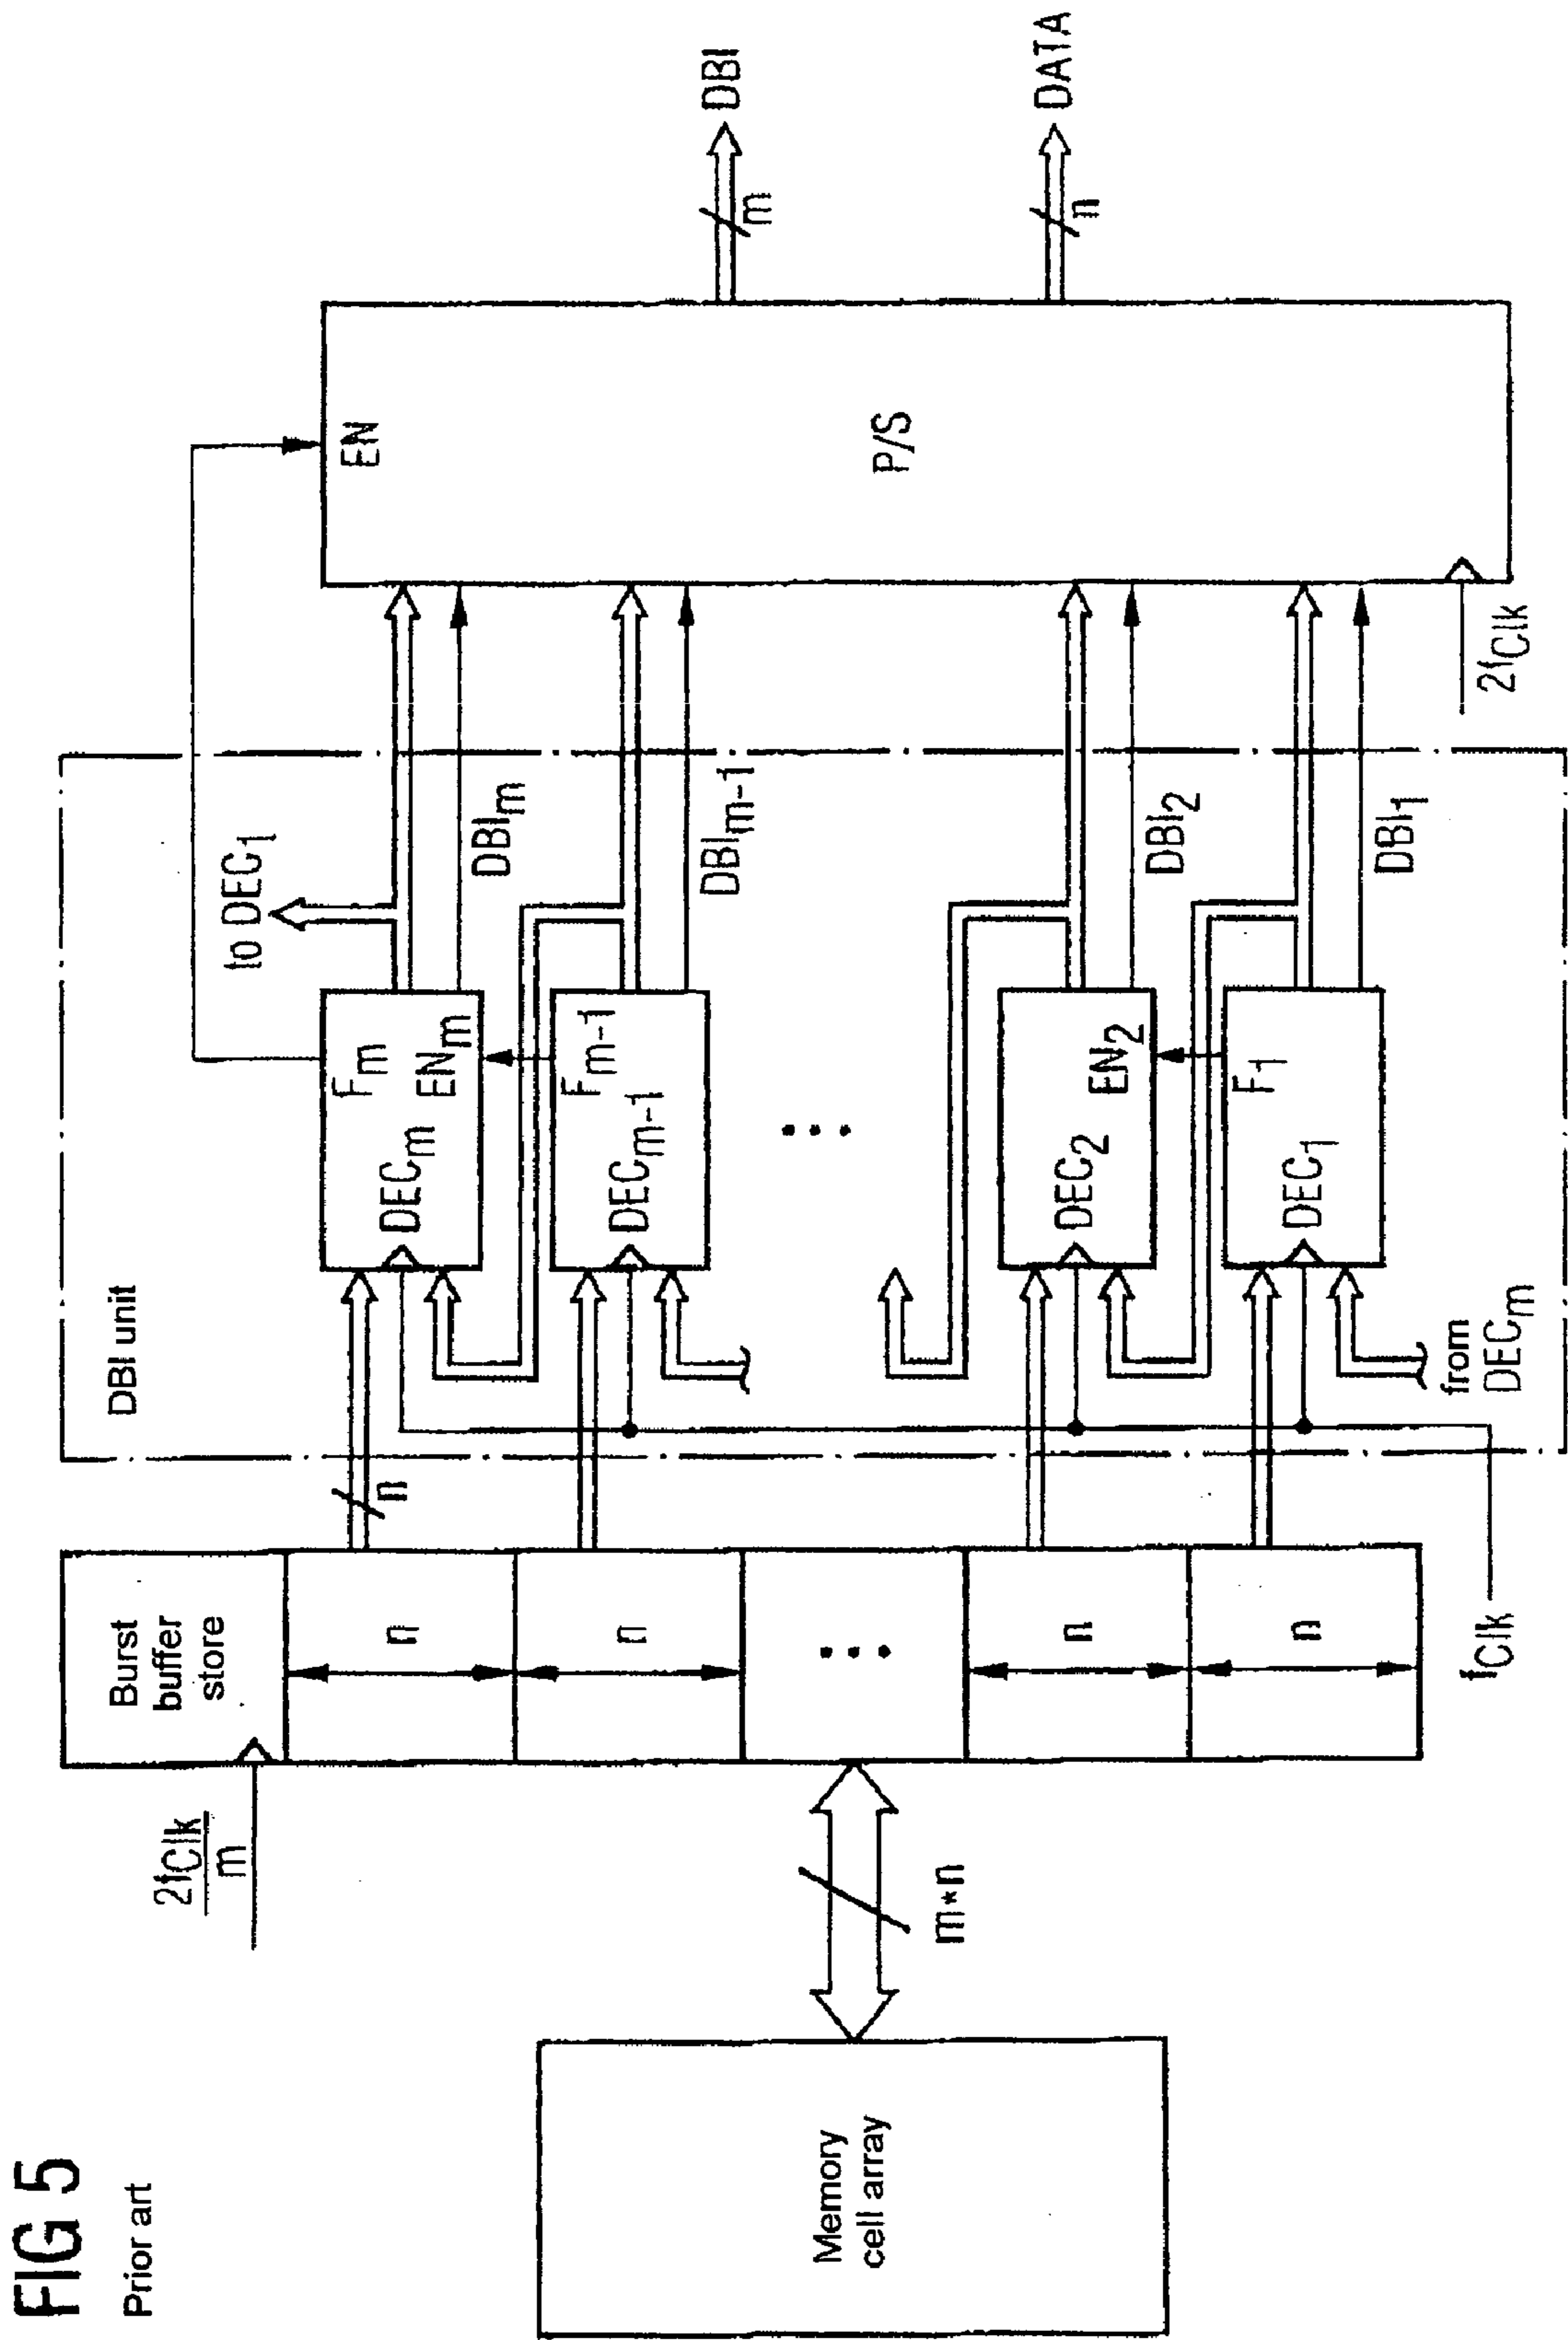 FIG 5
Prior art
Memory
cell array
m*n
2fClk
m
Burst
buffer
store
n
n
...
n
n
fClk
n
DBI unit
to DEC1
Fm
DECm
ENm
DBIm
Fm-1
DECm-1
DBIm-1
...
DEC2
EN2
DBI2
F1
DEC1
DBI1
from
DECm
EN
P/S
2fClk
m
DBI
n
DATA